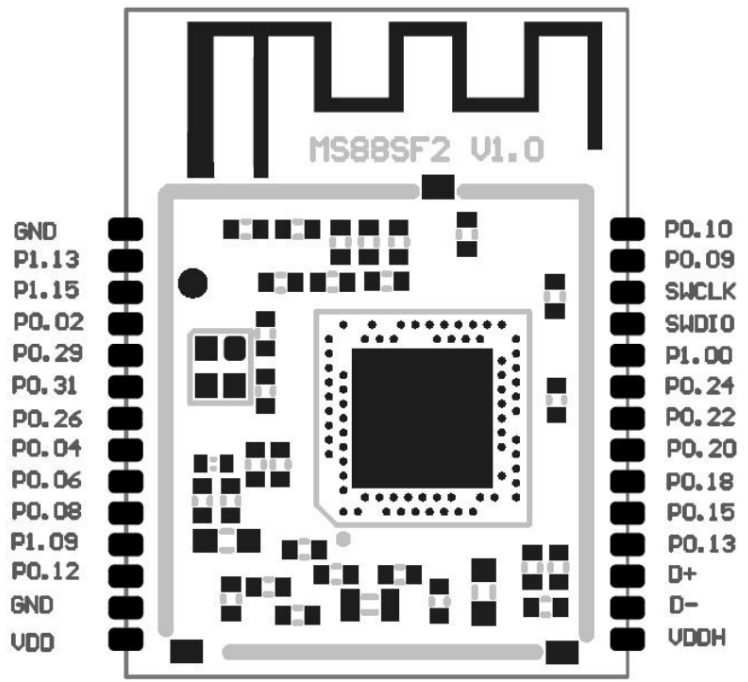 MS88SF2 V1.0
GND
P1.13
P1.15
P0.02
P0.29
P0.31
P0.26
P0.04
P0.06
P0.08
P1.09
P0.12
GND
VDD
P0.10
P0.09
SWCLK
SWDIO
P1.00
P0.24
P0.22
P0.20
P0.18
P0.15
P0.13
D+
D-
VDDH